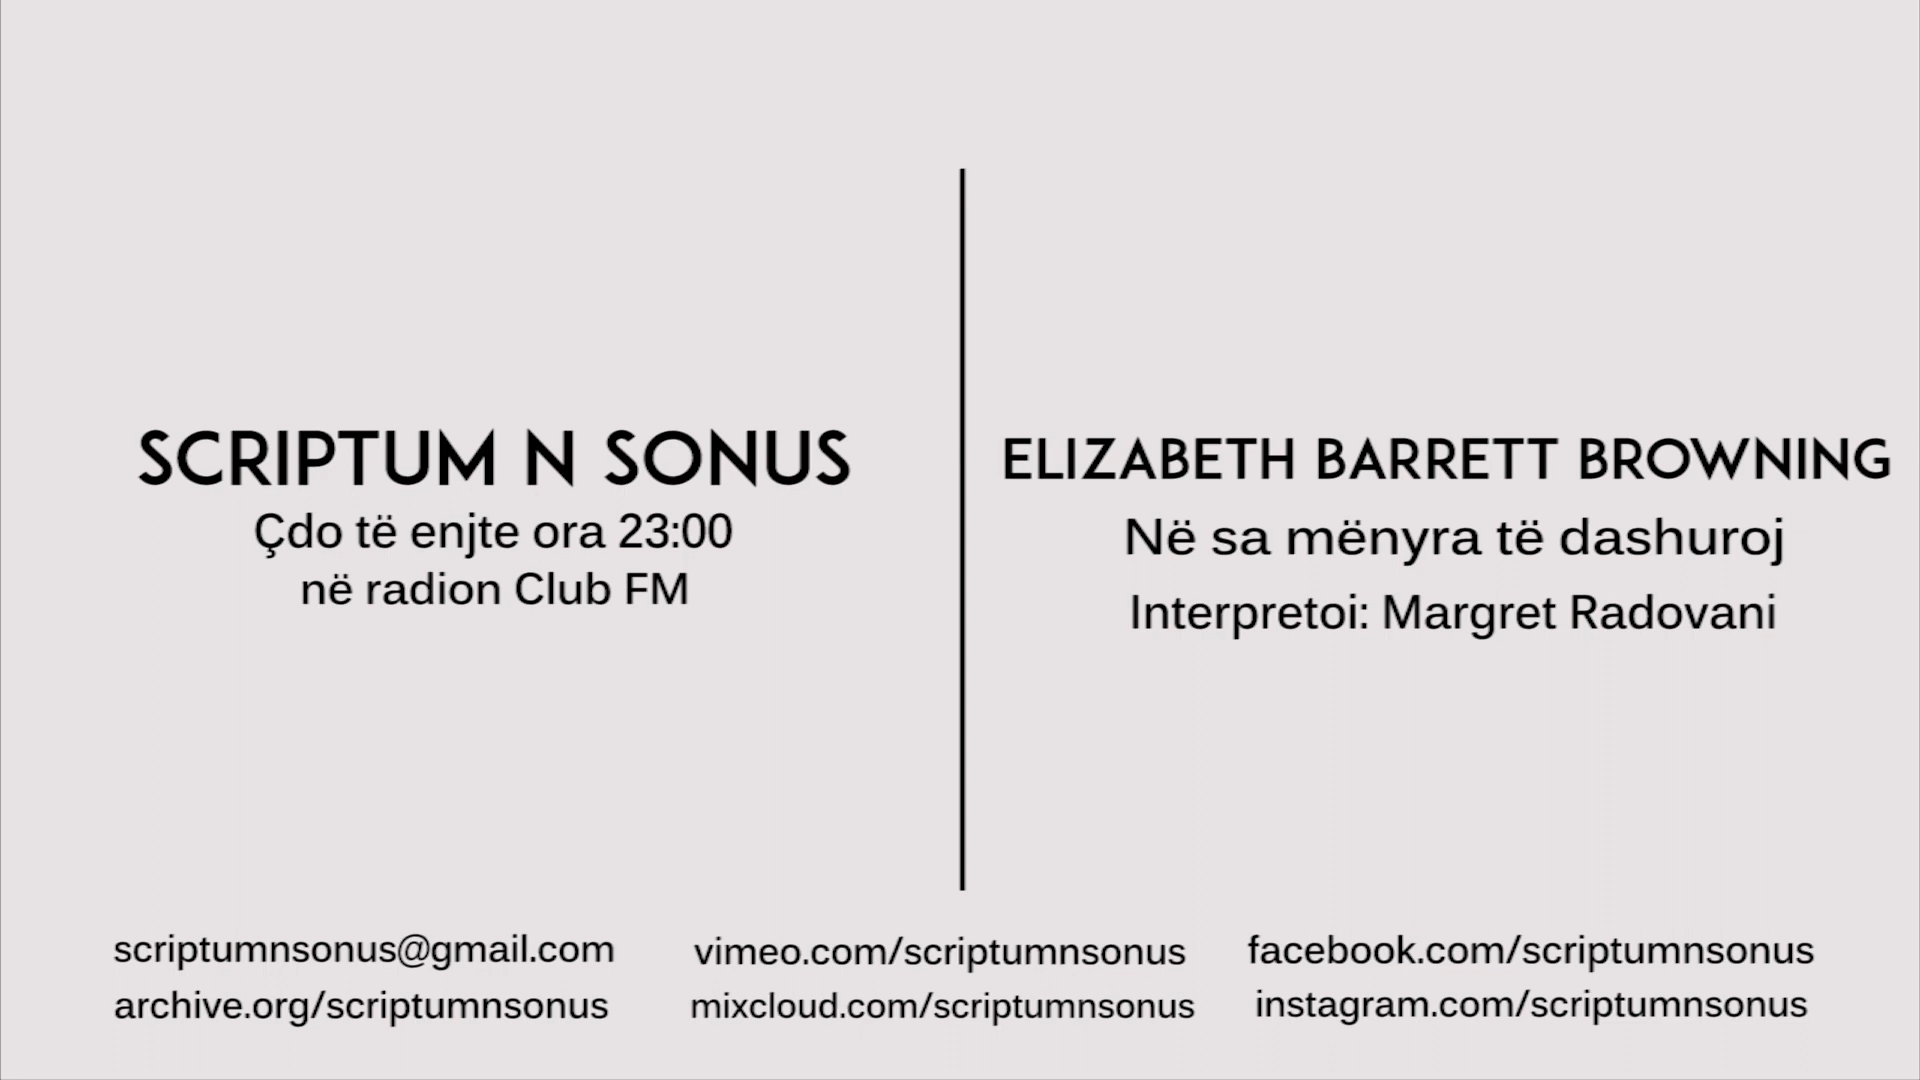 SCRIPTUM N SONUS
Çdo të enjte ora 23:00
në radion Club FM
ELIZABETH BARRETT BROWNING
Në sa mënyra të dashuroj
Interpretoi: Margret Radovani
scriptumnsonus@gmail.com
archive.org/scriptumnsonus
vimeo.com/scriptumnsonus
mixcloud.com/scriptumnsonus
facebook.com/scriptumnsonus
instagram.com/scriptumnsonus